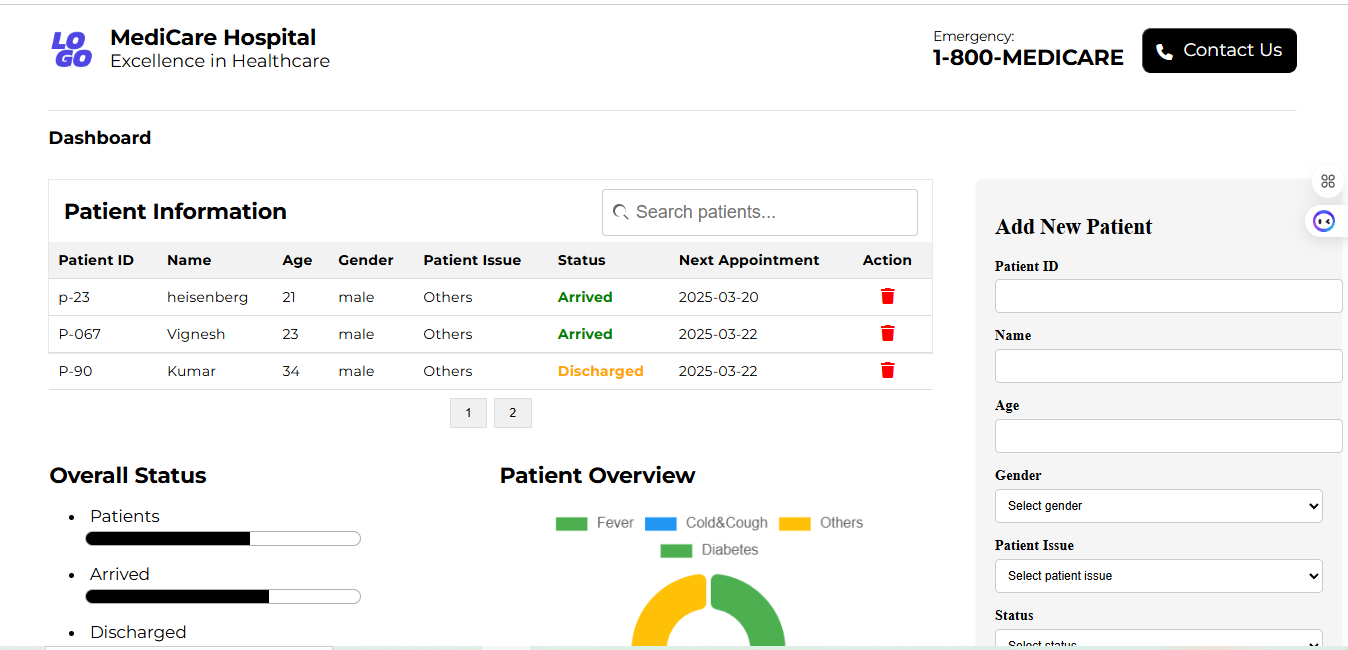 LO
GO
MediCare Hospital
Excellence in Healthcare
Emergency:
1-800-MEDICARE
Contact Us
Dashboard
Patient Information
Search patients...
Patient ID Name Age Gender Patient Issue Status Next Appointment Action
p-23 heisenberg 21 male Others Arrived 2025-03-20
P-067 Vignesh 23 male Others Arrived 2025-03-22
P-90 Kumar 34 male Others Discharged 2025-03-22
1 2
Overall Status
Patients
Arrived
Discharged
Patient Overview
Fever Cold&Cough Others
Diabetes
Add New Patient
Patient ID
Name
Age
Gender
Select gender
Patient Issue
Select patient issue
Status
Select status